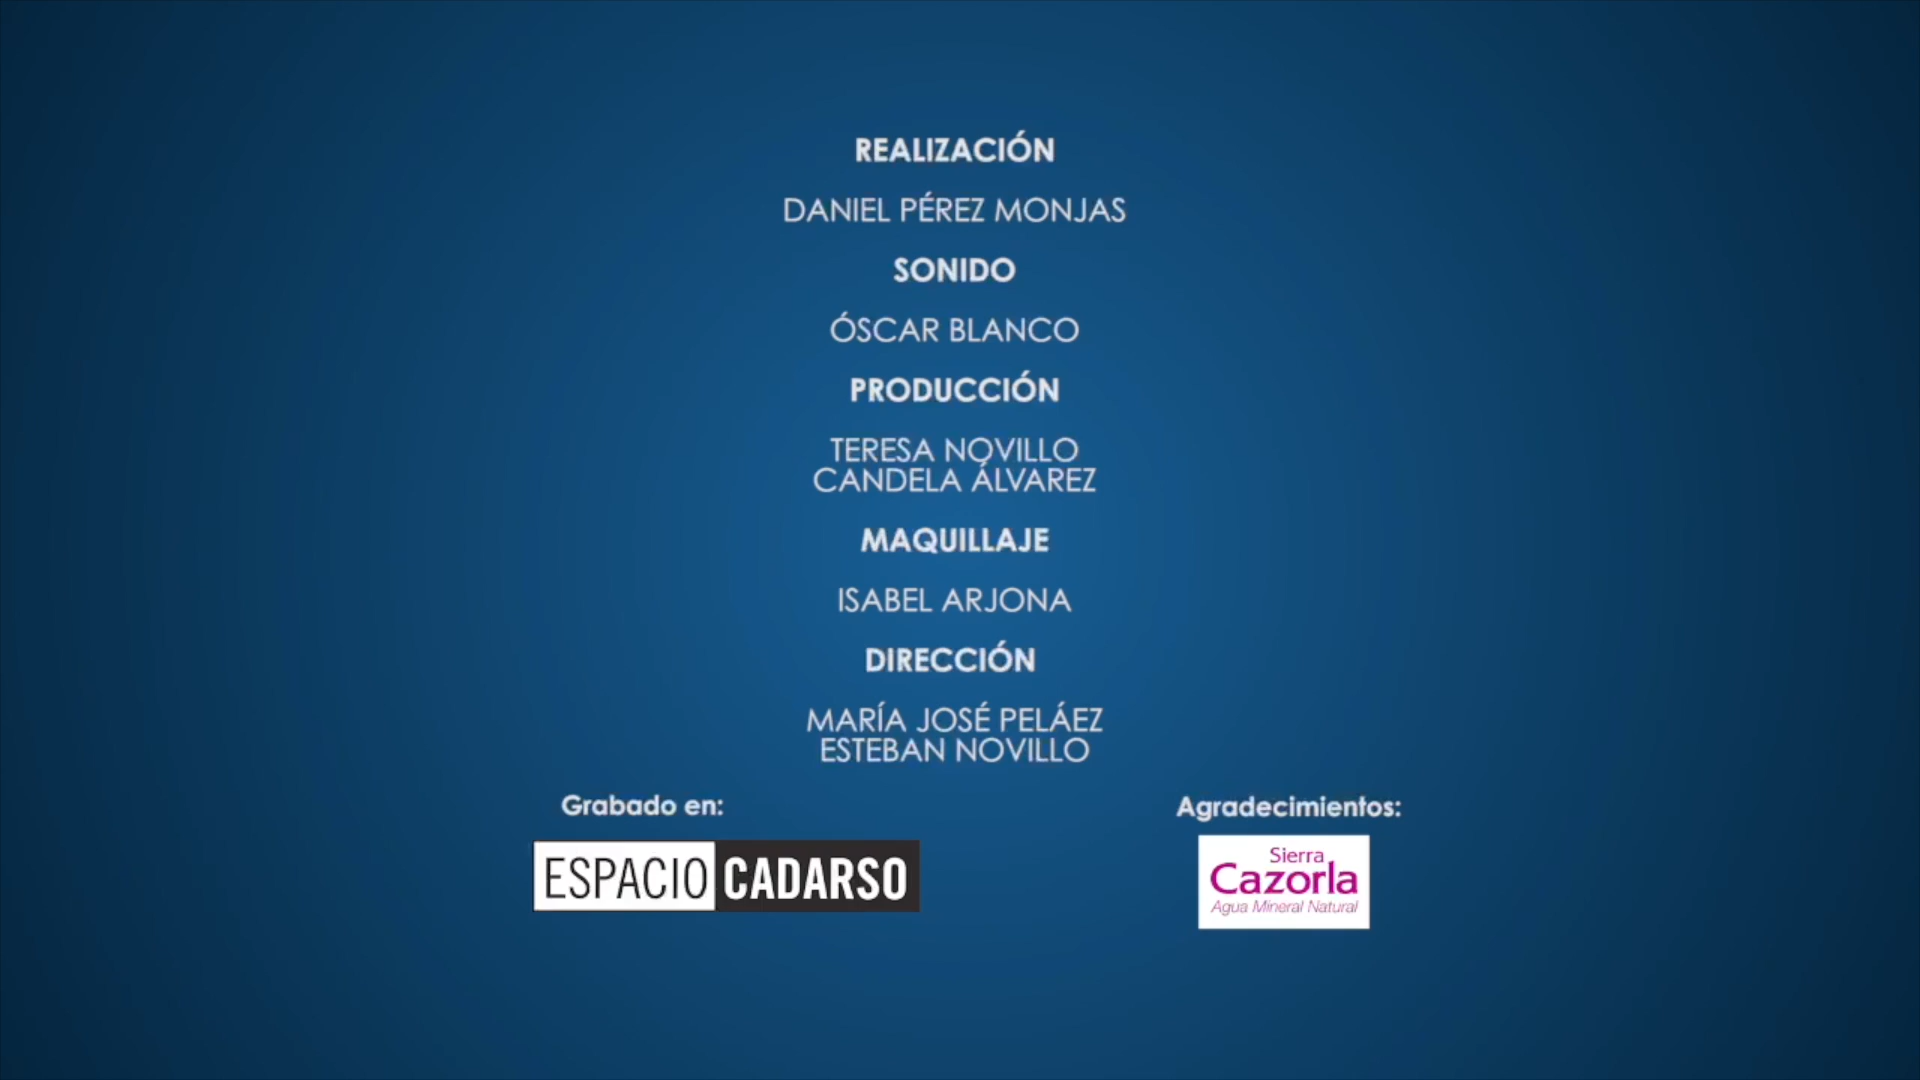 REALIZACIÓN
DANIEL PÉREZ MONJAS
SONIDO
ÓSCAR BLANCO
PRODUCCIÓN
TERESA NOVILLO
CANDELA ÁLVAREZ
MAQUILLAJE
ISABEL ARJONA
DIRECCIÓN
MARÍA JOSÉ PELÁEZ
ESTEBAN NOVILLO
Grabado en:
ESPACIO CADARSO
Agradecimientos:
Sierra
Cazorla
Agua Mineral Natural